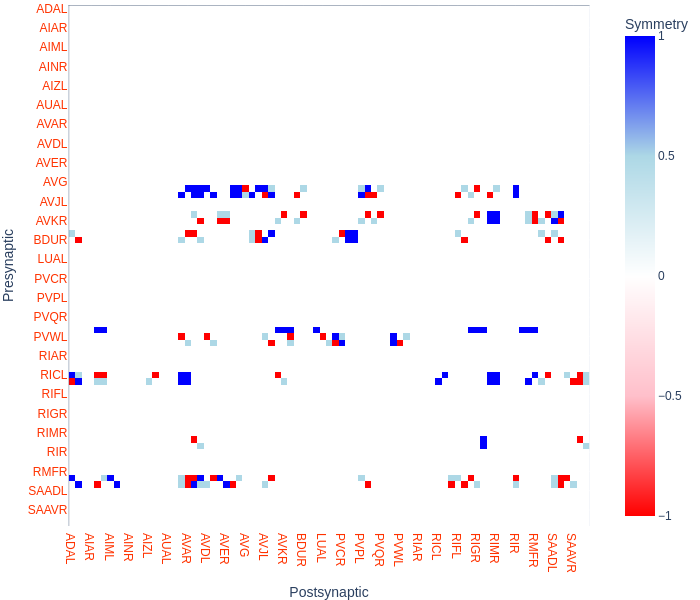 Symmetry
1
0.5
0
−0.5
−1
Presynaptic
ADAL
AIAR
AIML
AINR
AIZL
AUAL
AVAR
AVDL
AVER
AVG
AVJL
AVKR
BDUR
LUAL
PVCR
PVPL
PVQR
PVWL
RIAR
RICL
RIFL
RIGR
RIMR
RIR
RMFR
SAADL
SAAVR
ADAL
AIAR
AIML
AINR
AIZL
AUAL
AVAR
AVDL
AVER
AVG
AVJL
AVKR
BDUR
LUAL
PVCR
PVPL
PVQR
PVWL
RIAR
RICL
RIFL
RIGR
RIMR
RIR
RMFR
SAADL
SAAVR
Postsynaptic